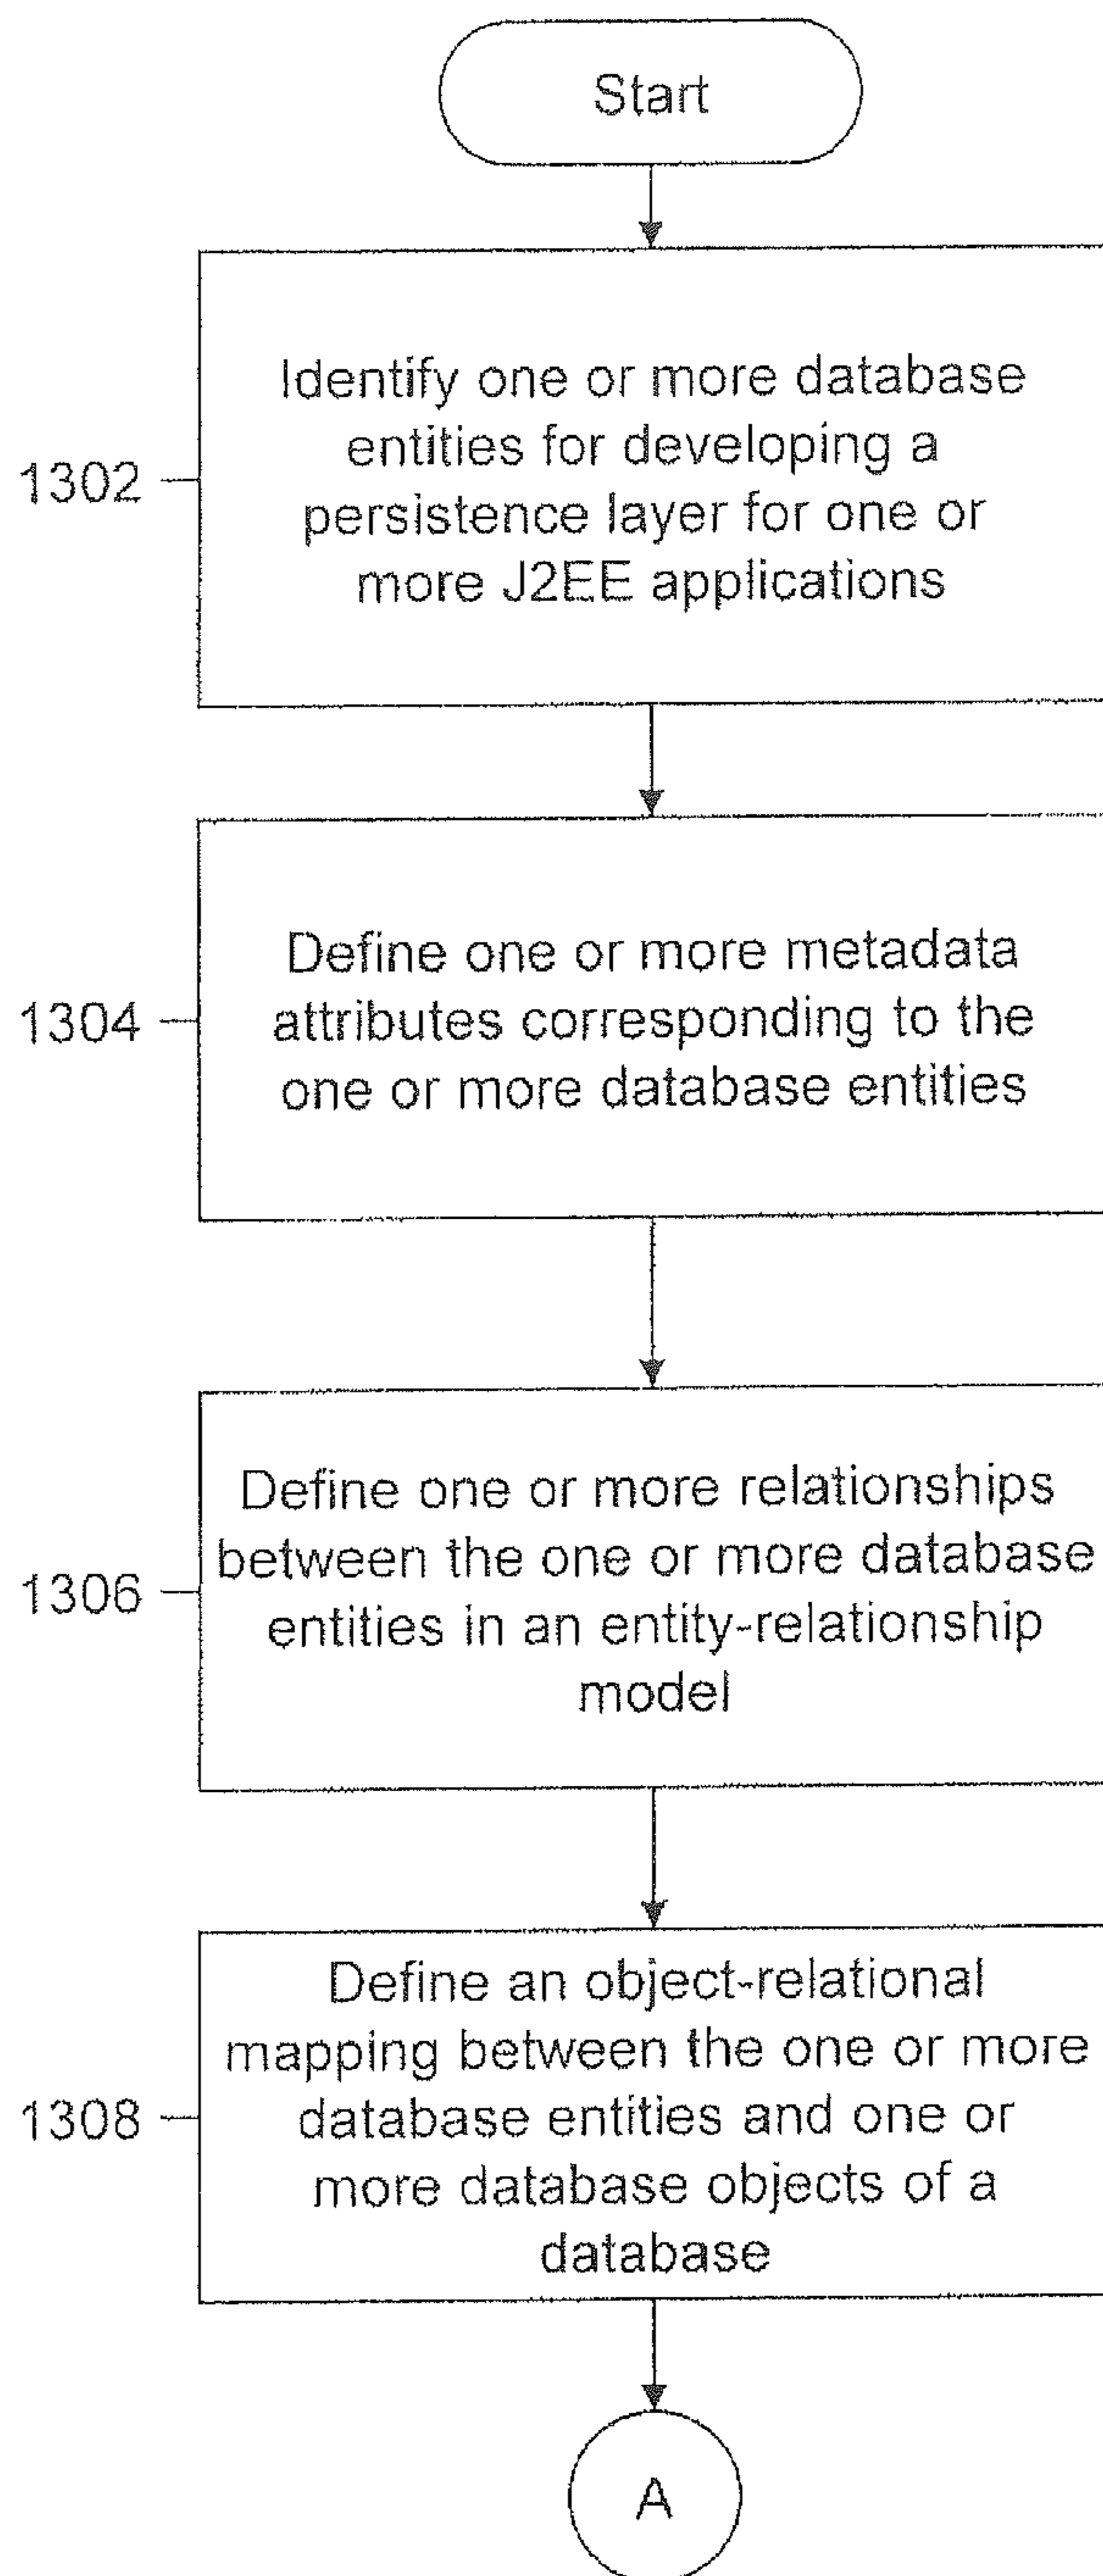 Start
Identify one or more database
entities for developing a
persistence layer for one or
more J2EE applications
1302
Define one or more metadata
attributes corresponding to the
one or more database entities
1304
Define one or more relationships
between the one or more database
entities in an entity-relationship
model
1306
Define an object-relational
mapping between the one or more
database entities and one or
more database objects of a
database
1308
A